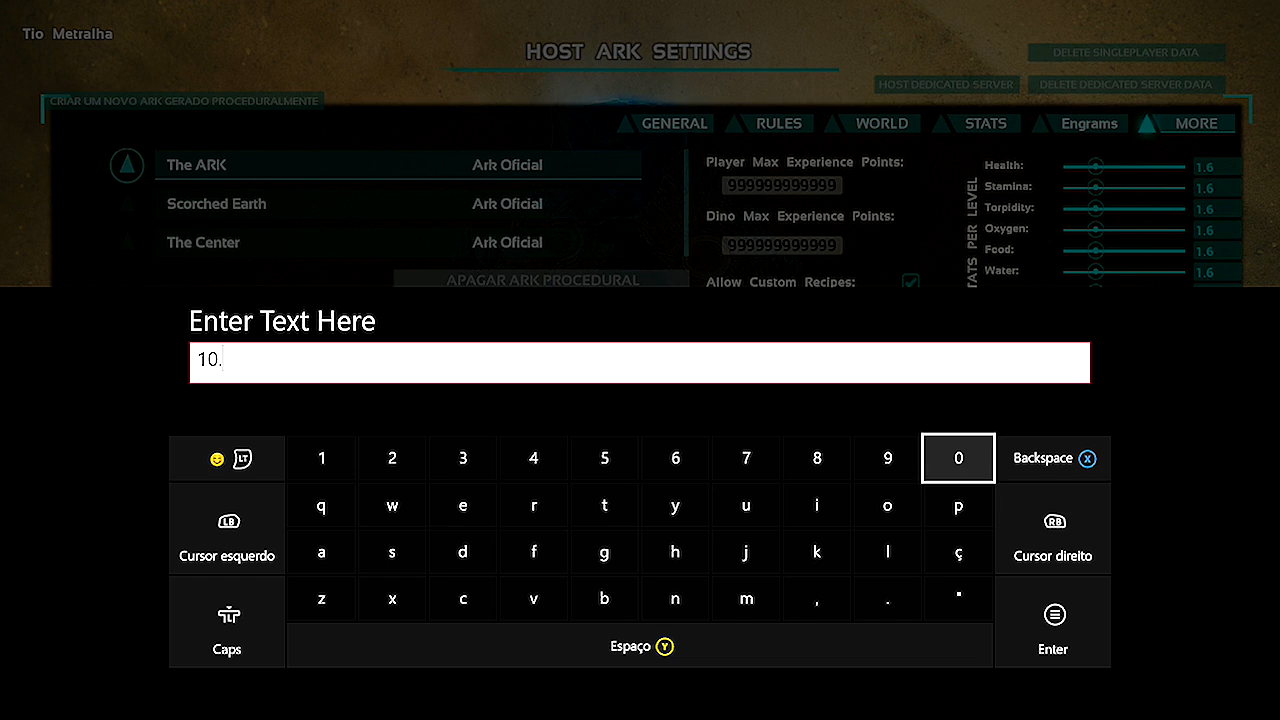 Tio Metralha
HOST ARK SETTINGS
DELETE SINGLEPLAYER DATA
HOST DEDICATED SERVER
DELETE DEDICATED SERVER DATA
CRIAR UM NOVO ARK GERADO PROCEDURALMENTE
GENERAL RULES WORLD STATS Engrams MORE
The ARK Ark Oficial
Scorched Earth Ark Oficial
The Center Ark Oficial
APAGAR ARK PROCEDURAL
Player Max Experience Points:
999999999999
Dino Max Experience Points:
999999999999
Allow Custom Recipes:
TATS PER LEVEL
Health: 1.6
Stamina: 1.6
Torpidity: 1.6
Oxygen: 1.6
Food: 1.6
Water: 1.6
Enter Text Here
10.
LT 1 2 3 4 5 6 7 8 9 0 Backspace X
q w e r t y u i o p
LB Cursor esquerdo
a s d f g h j k l ç
RB Cursor direito
z x c v b n m , . "
Caps
Espaço Y
Enter